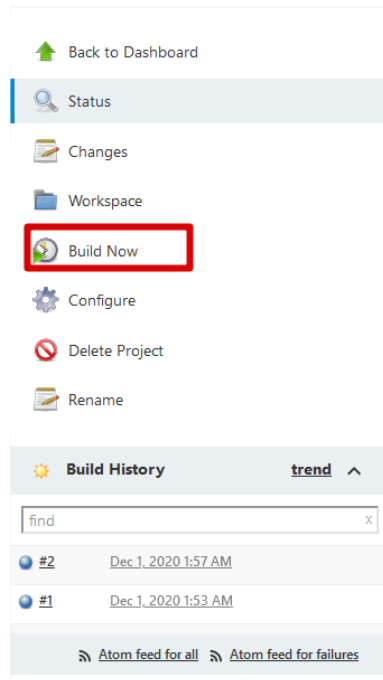 Back to Dashboard
Status
Changes
Workspace
Build Now
Configure
Delete Project
Rename
Build History trend
find x
#2 Dec 1, 2020 1:57 AM
#1 Dec 1, 2020 1:53 AM
Atom feed for all Atom feed for failures